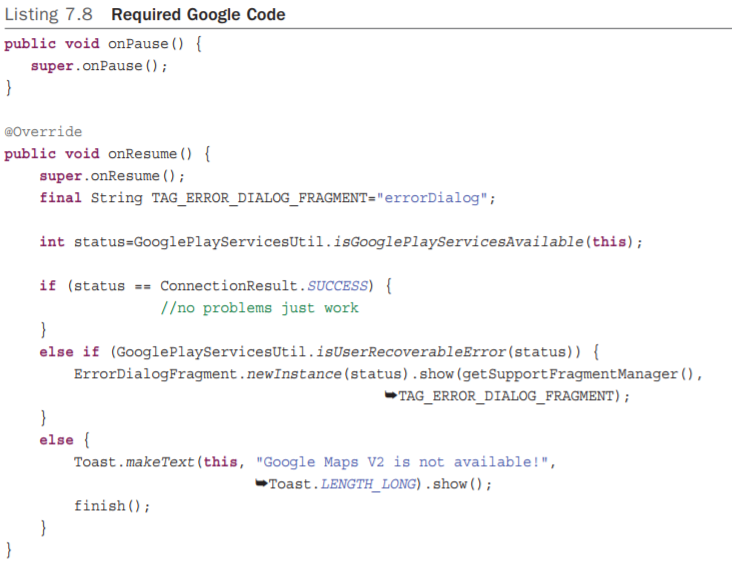 Listing 7.8 Required Google Code
public void onPause() {
   super.onPause();
}

@Override
public void onResume() {
    super.onResume();
    final String TAG_ERROR_DIALOG_FRAGMENT="errorDialog";

    int status=GooglePlayServicesUtil.isGooglePlayServicesAvailable(this);

    if (status == ConnectionResult.SUCCESS) {
              //no problems just work
    }
    else if (GooglePlayServicesUtil.isUserRecoverableError(status)) {
        ErrorDialogFragment.newInstance(status).show(getSupportFragmentManager(),
                                            ➥TAG_ERROR_DIALOG_FRAGMENT);
    }
    else {
        Toast.makeText(this, "Google Maps V2 is not available!",
                             ➥Toast.LENGTH_LONG).show();
        finish();
    }
}